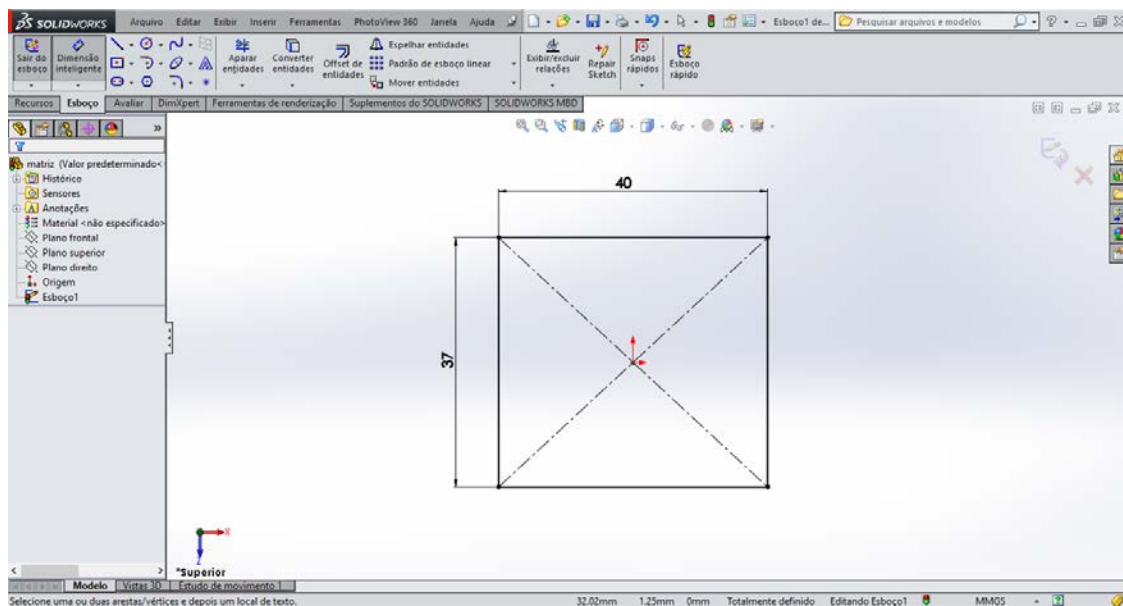 SOLIDWORKS Arquivo Editar Exibir Inserir Ferramentas PhotoView 360 Janela Ajuda Esboço1 de... Pesquisar arquivos e modelos
Sair do esboço
Dimensão inteligente
Aparar entidades
Converter entidades
Offset de entidades
Espelhar entidades
Padrão de esboço linear
Mover entidades
Exibir/excluir relações
Repair Sketch
Snaps rápidos
Esboço rápido
Recursos Esboço Avaliar DimXpert Ferramentas de renderização Suplementos do SOLIDWORKS SOLIDWORKS MBD
matriz (Valor predeterminado<
Histórico
Sensores
Anotações
Material <não especificado>
Plano frontal
Plano superior
Plano direito
Origem
Esboço1
40
37
X
Z
*Superior
Modelo Vistas 3D Estudo de movimento 1
Selecione uma ou duas arestas/vértices e depois um local de texto. 32.02mm 1.25mm 0mm Totalmente definido Editando Esboço1 MMGS